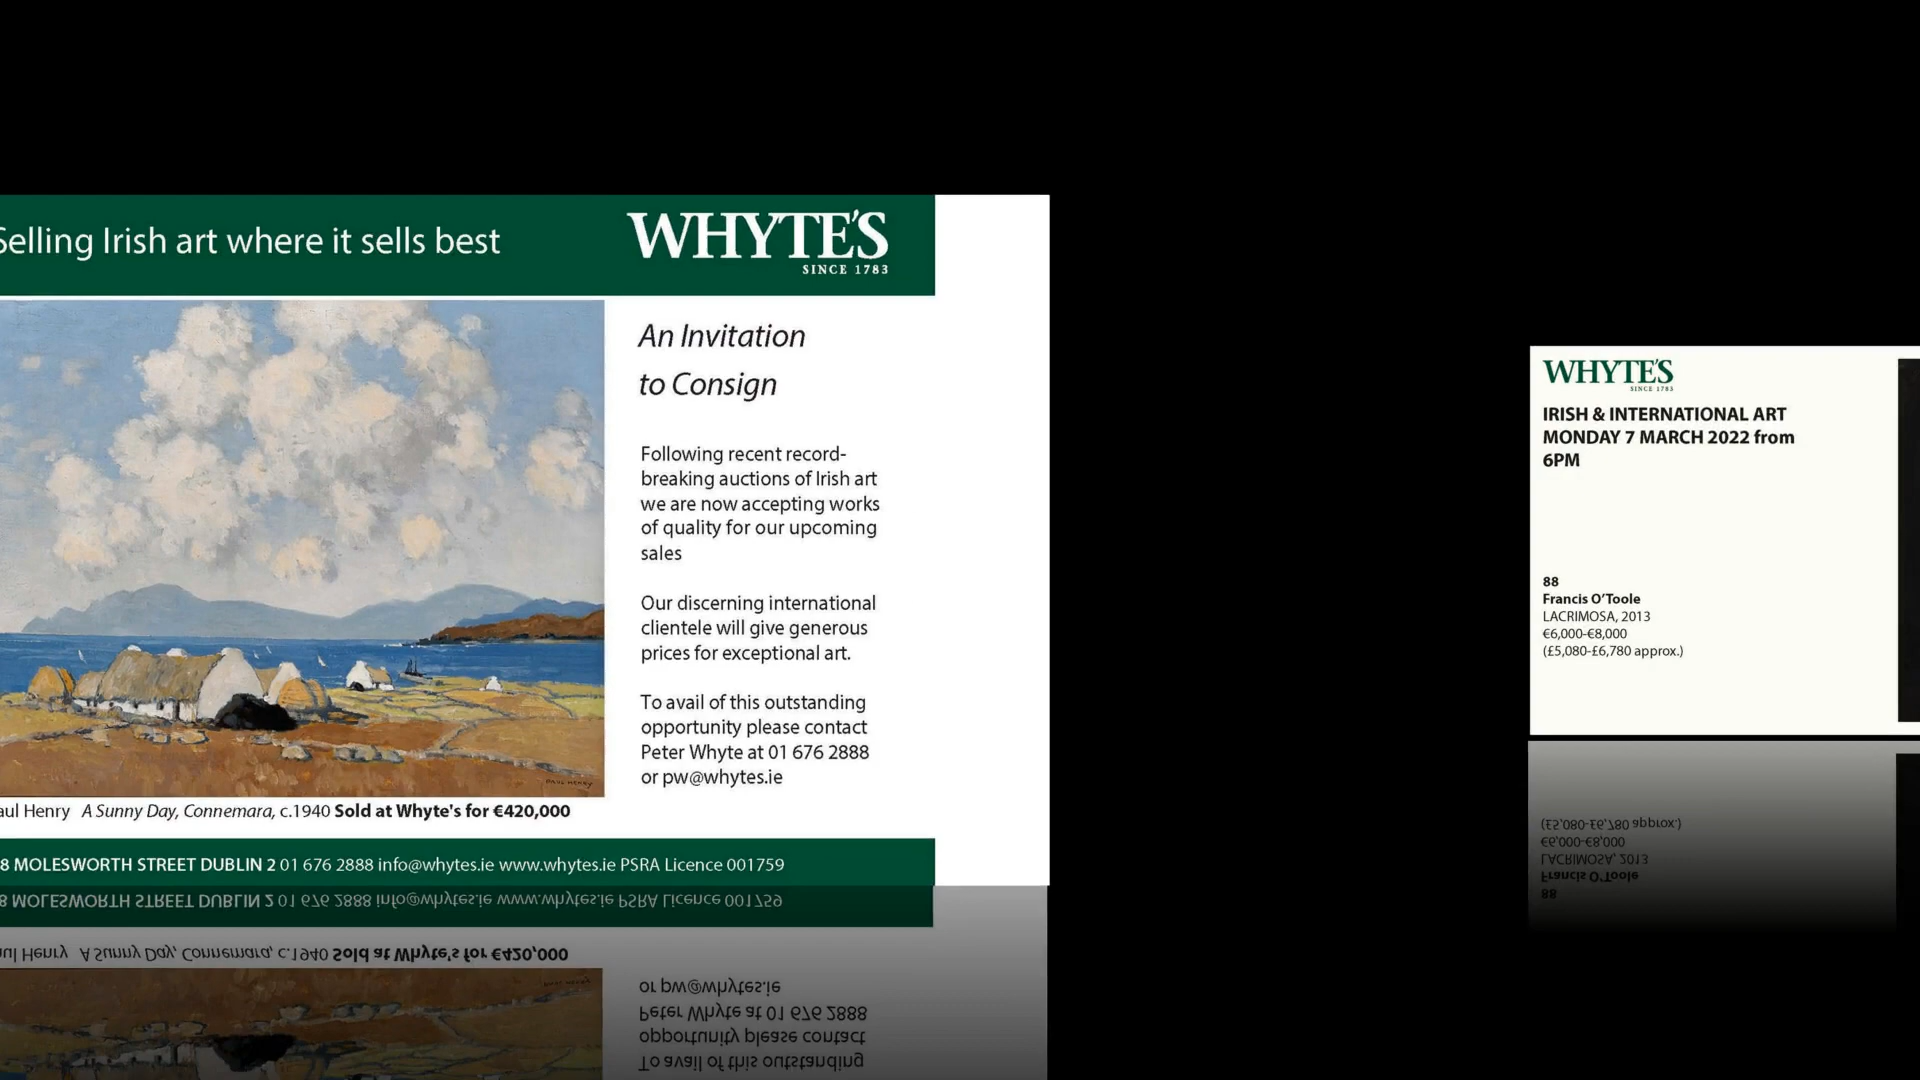 Selling Irish art where it sells best
WHYTE'S
SINCE 1783
An Invitation
to Consign
Following recent record-
breaking auctions of Irish art
we are now accepting works
of quality for our upcoming
sales
Our discerning international
clientele will give generous
prices for exceptional art.
To avail of this outstanding
opportunity please contact
Peter Whyte at 01 676 2888
or pw@whytes.ie
PAUL HENRY
aul Henry A Sunny Day, Connemara, c.1940 Sold at Whyte's for €420,000
8 MOLESWORTH STREET DUBLIN 2 01 676 2888 info@whytes.ie www.whytes.ie PSRA Licence 001759
WHYTE'S
SINCE 1783
IRISH & INTERNATIONAL ART
MONDAY 7 MARCH 2022 from
6PM
88
Francis O'Toole
LACRIMOSA, 2013
€6,000-€8,000
(£5,080-£6,780 approx.)